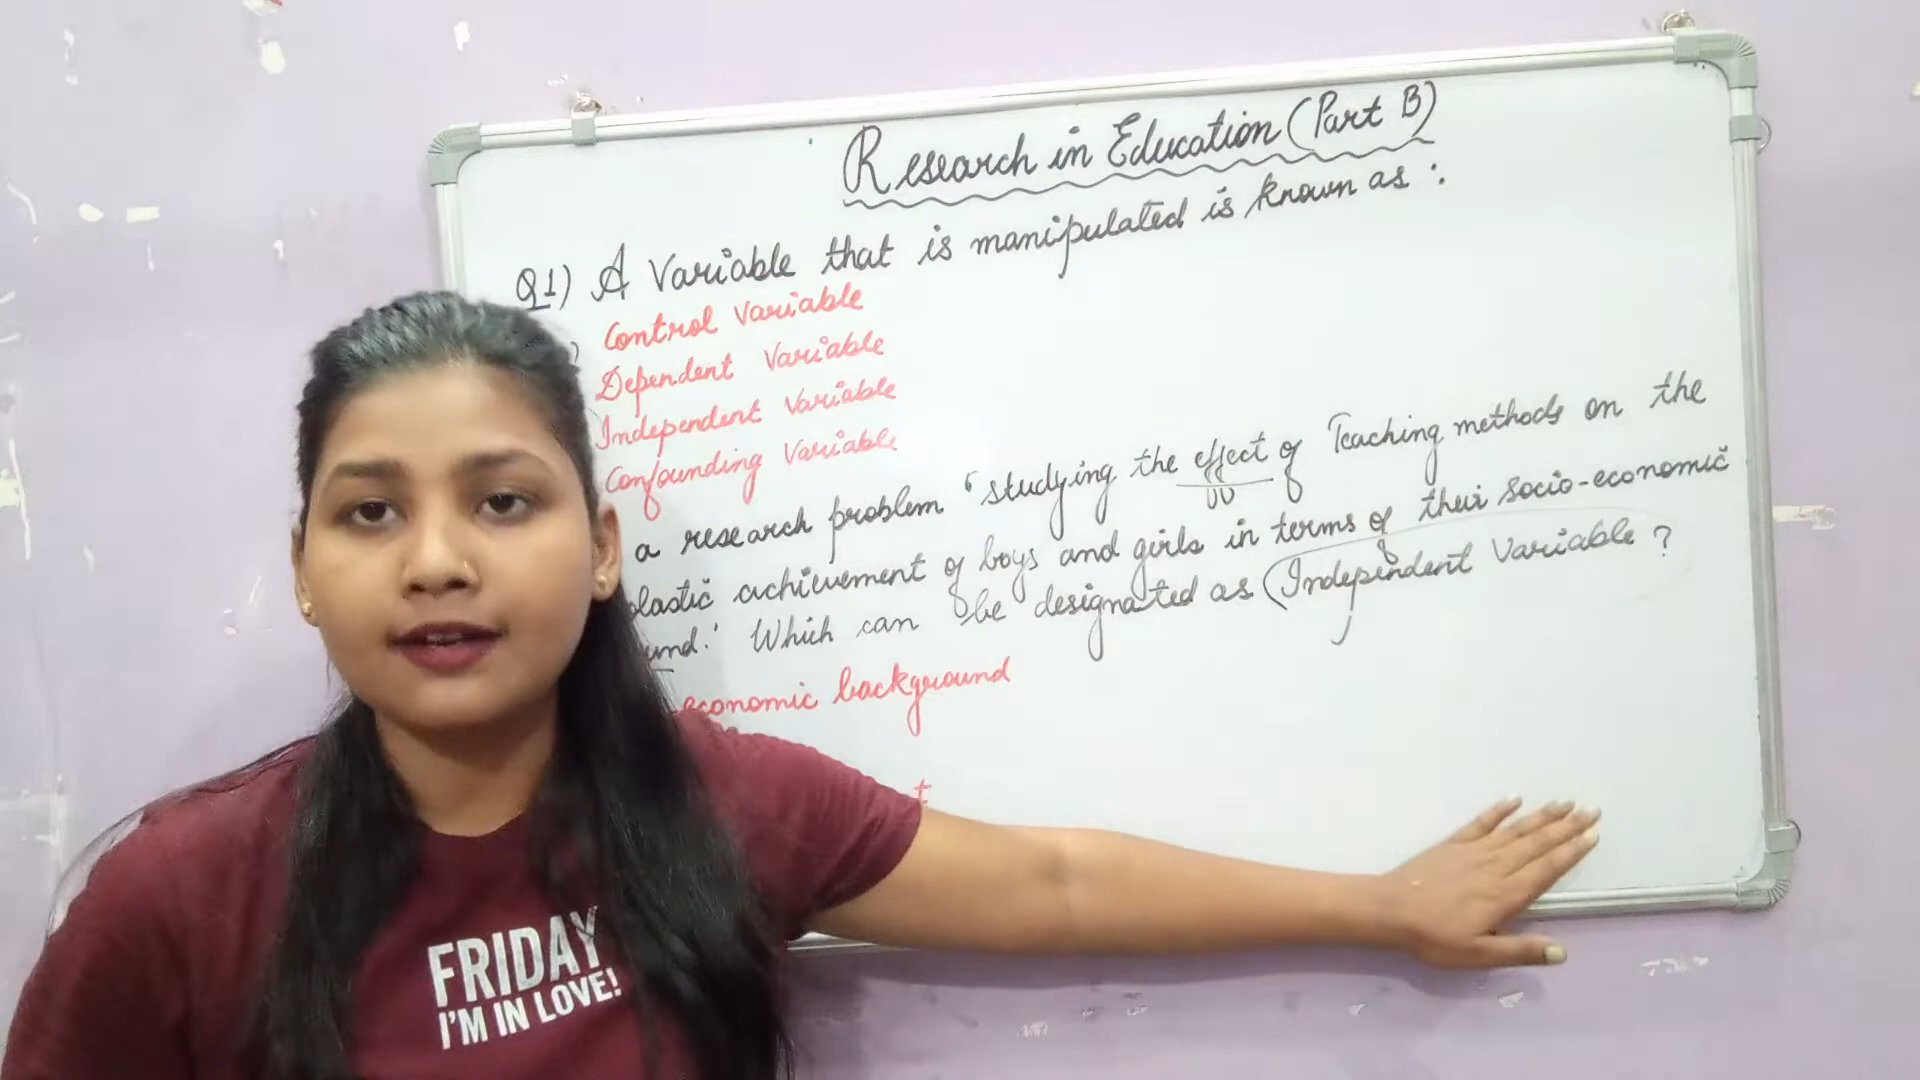 Research in Education (Part B)
Q1) A Variable that is manipulated is known as :
Control Variable
Dependent Variable
Independent Variable
Confounding Variable
a research problem 'studying the effect of Teaching methods on the
achievement of boys and girls in terms of their socio-economic
Which can be designated as Independent Variable ?
economic background
FRIDAY
I'M IN LOVE!